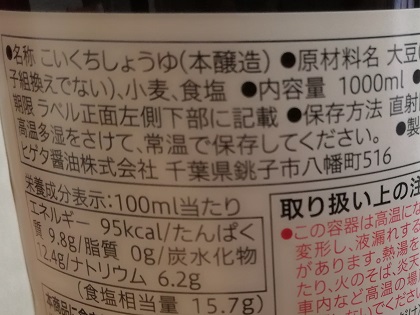 ●名称 こいくちしょうゆ(本醸造) ●原材料名 大豆(
子組換えでない)、小麦、食塩 ●内容量 1000ml ●
期限 ラベル正面左側下部に記載 ●保存方法 直射
高温多湿をさけて、常温で保存してください。 ●製
ヒゲタ醤油株式会社 千葉県銚子市八幡町516
栄養成分表示:100ml当たり
エネルギー 95kcal/たんぱく
質 9.8g/脂質 0g/炭水化物
12.4g/ナトリウム 6.2g
(食塩相当量 15.7g)
取り扱い上の注
●この容器は高温にな
変形し、液漏れする
があります。熱湯を
たり、火のそば、炎天
車内など高温の場